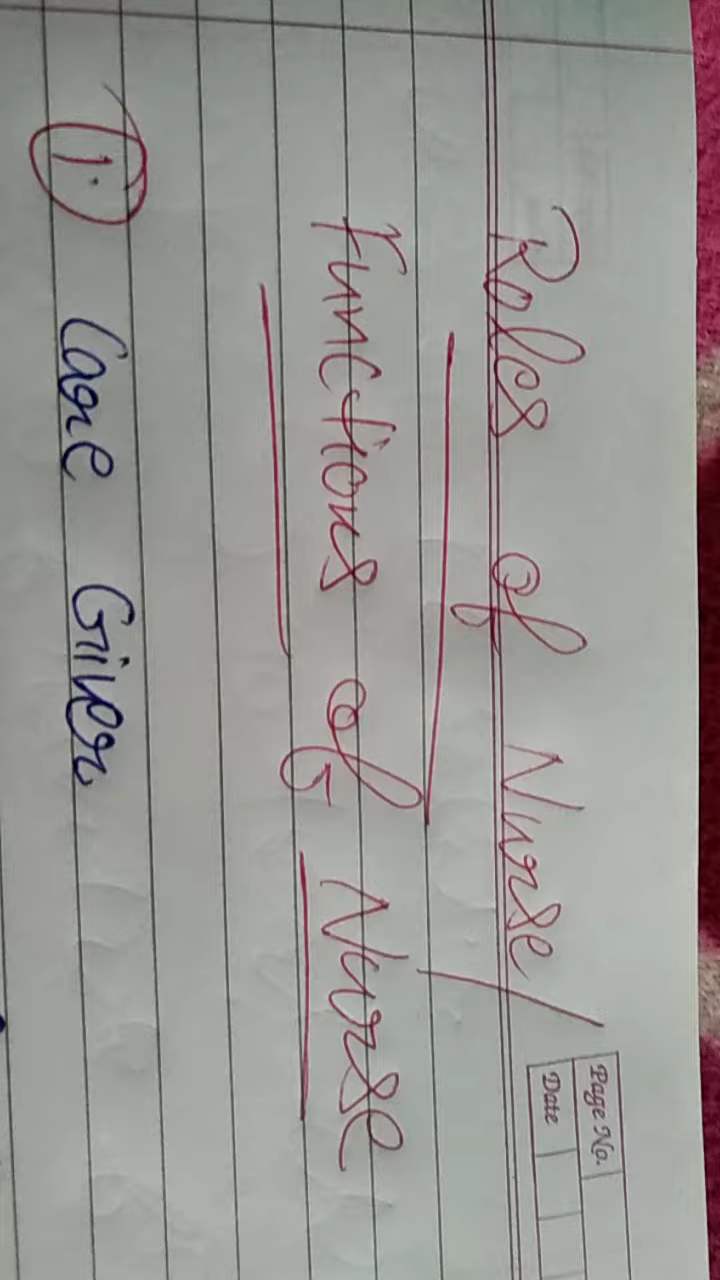 Page No.
Date
Roles of Nurse/
Functions of Nurse
1. Care Giver